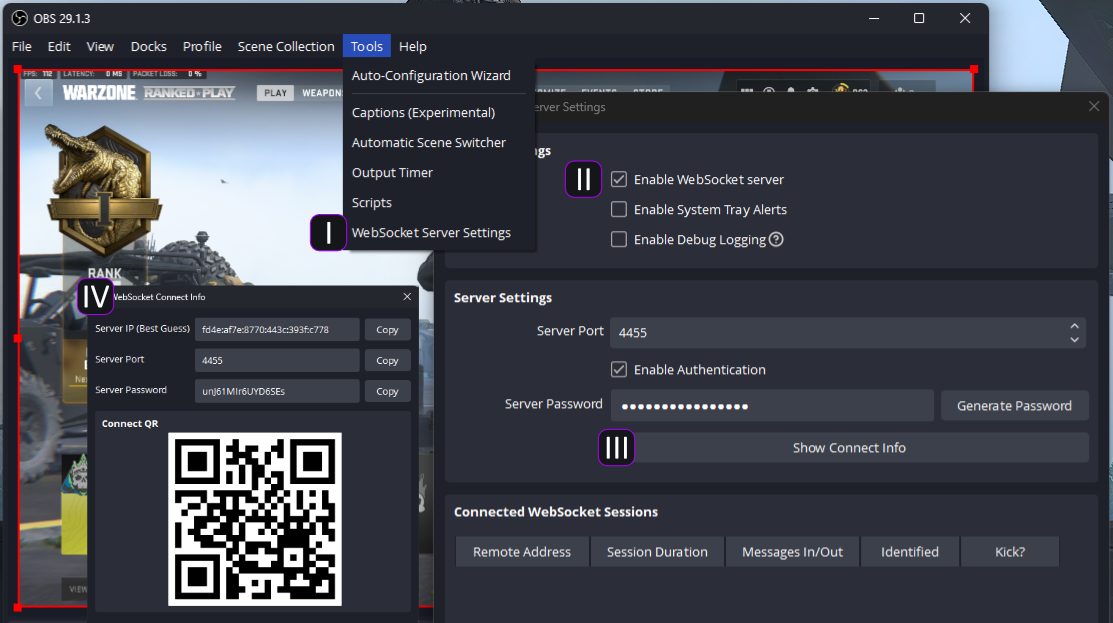 OBS 29.1.3
File Edit View Docks Profile Scene Collection Tools Help
FPS: 112 LATENCY: 0 MS PACKET LOSS: 0 %
WARZONE RANKED PLAY PLAY WEAPONS
EVENTS STORE
Auto-Configuration Wizard
Captions (Experimental)
Automatic Scene Switcher
Output Timer
Scripts
I WebSocket Server Settings
RANK
Server Settings
II Enable WebSocket server
Enable System Tray Alerts
Enable Debug Logging ?
Server Settings
Server Port 4455
Enable Authentication
Server Password ●●●●●●●●●●●●●●●● Generate Password
III Show Connect Info
Connected WebSocket Sessions
Remote Address Session Duration Messages In/Out Identified Kick?
IV WebSocket Connect Info
Server IP (Best Guess) fd4e:af7e:8770:443c:393f:c778 Copy
Server Port 4455 Copy
Server Password unJ61MIr6UYD6SEs Copy
Connect QR
VIEW